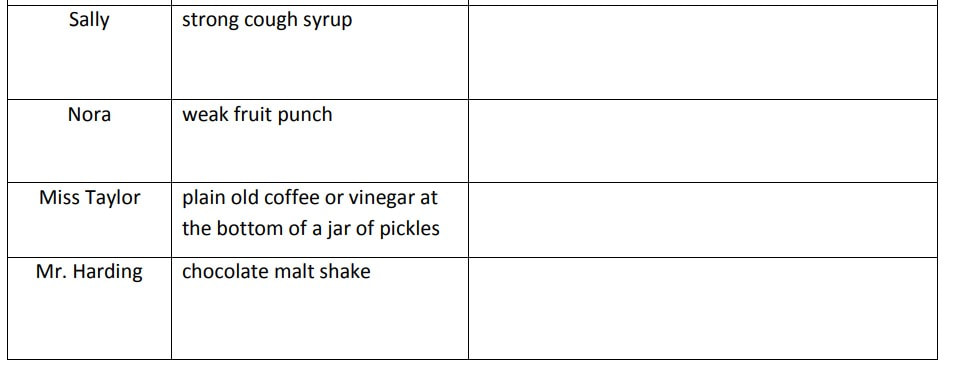 Sally strong cough syrup
Nora weak fruit punch
Miss Taylor plain old coffee or vinegar at
the bottom of a jar of pickles
Mr. Harding chocolate malt shake